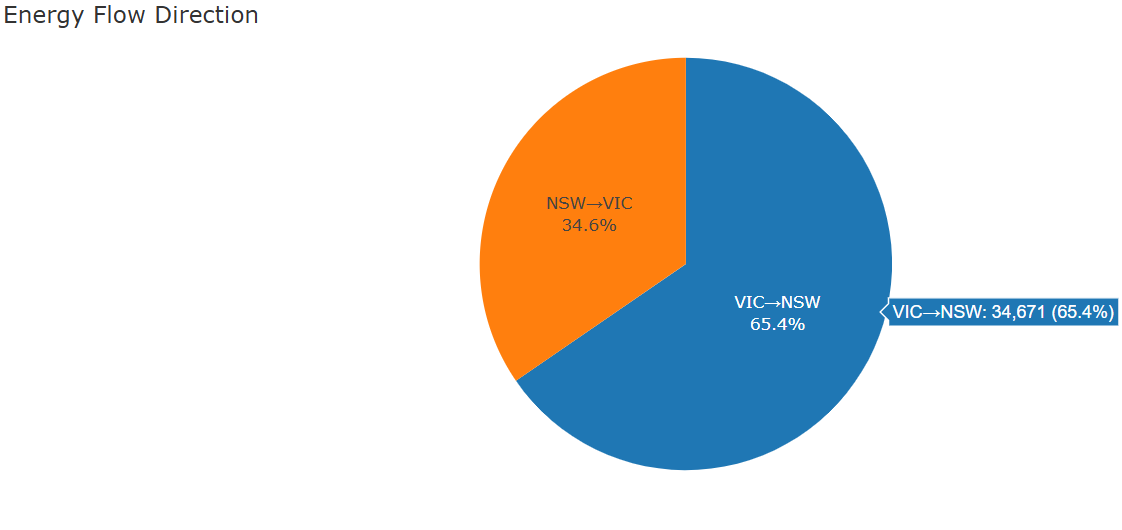 Energy Flow Direction
NSW→VIC
34.6%
VIC→NSW
65.4%
VIC→NSW: 34,671 (65.4%)